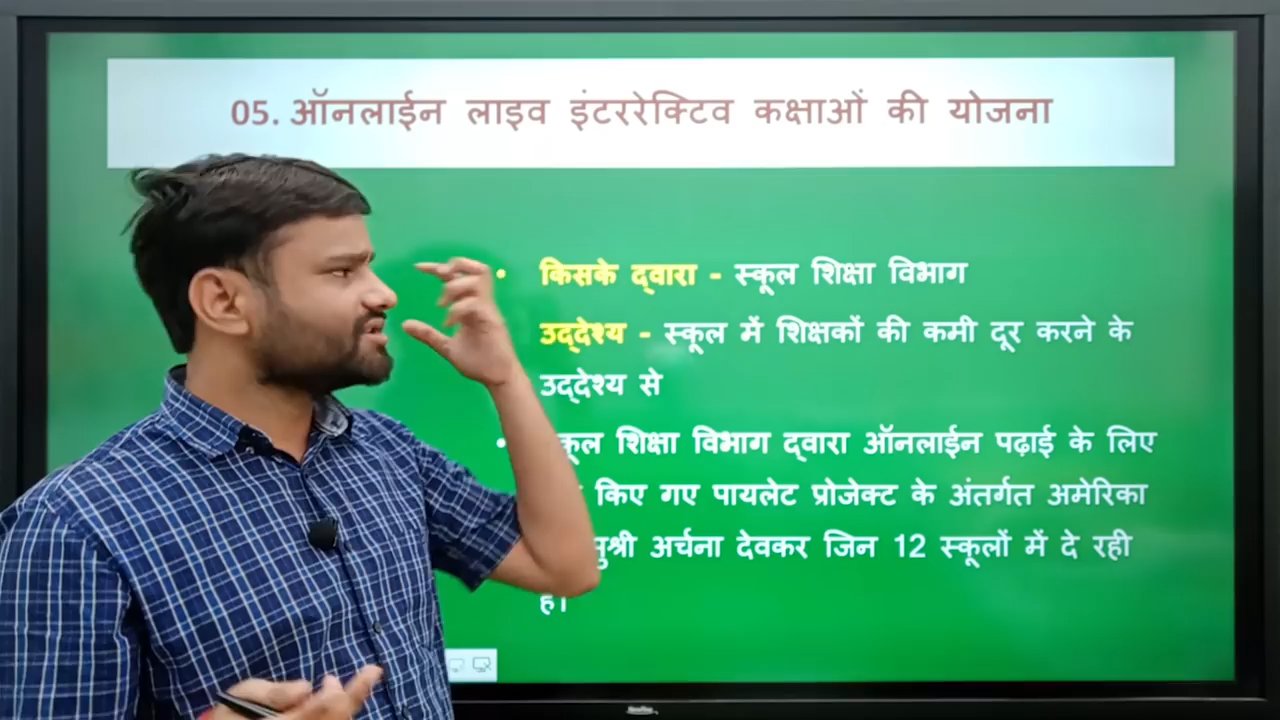 05. ऑनलाईन लाइव इंटररेक्टिव कक्षाओं की योजना
• किसके द्वारा - स्कूल शिक्षा विभाग
उद्देश्य - स्कूल में शिक्षकों की कमी दूर करने के
उद्देश्य से
• शिक्षा विभाग द्वारा ऑनलाईन पढ़ाई के लिए
किए गए पायलेट प्रोजेक्ट के अंतर्गत अमेरिका
अर्चना देवकर जिन 12 स्कूलों में दे रही
है।